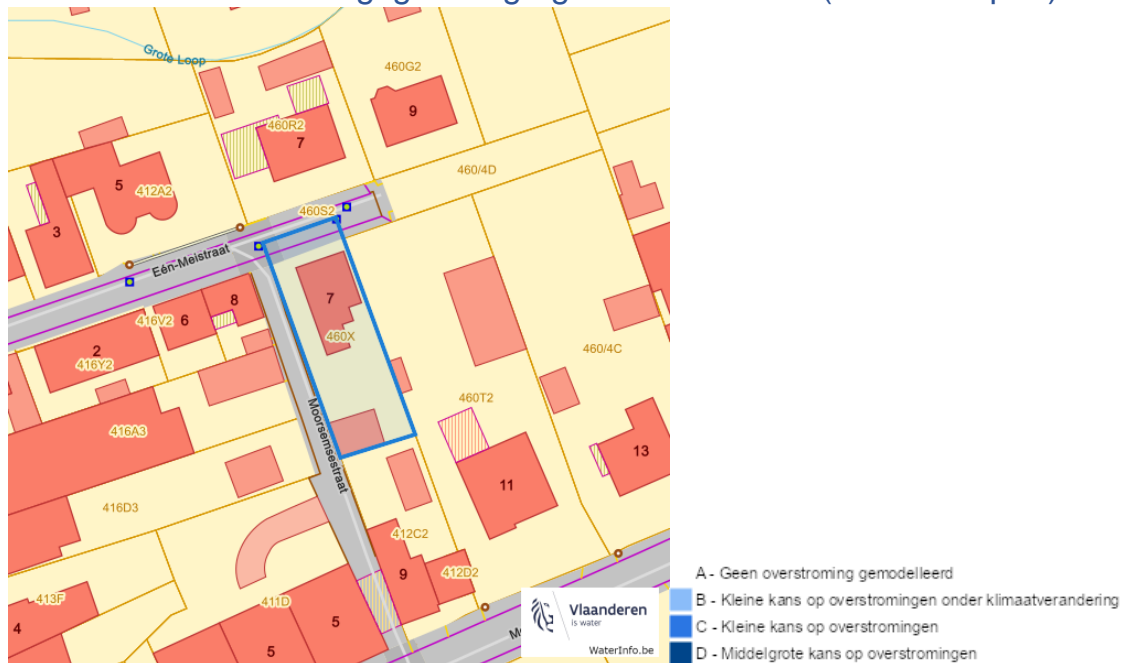 Grote Loop
460G2
9
460R2
7
460/4D
5
412A2
460S2
3
Eén-Meistraat
8
7
416V2
6
460X
2
416Y2
460/4C
460T2
Moorsemsestraat
416A3
13
11
416D3
412C2
9
412D2
413F
411D
4
5
5
Vlaanderen
is water
WaterInfo.be
A - Geen overstroming gemodelleerd
B - Kleine kans op overstromingen onder klimaatverandering
C - Kleine kans op overstromingen
D - Middelgrote kans op overstromingen